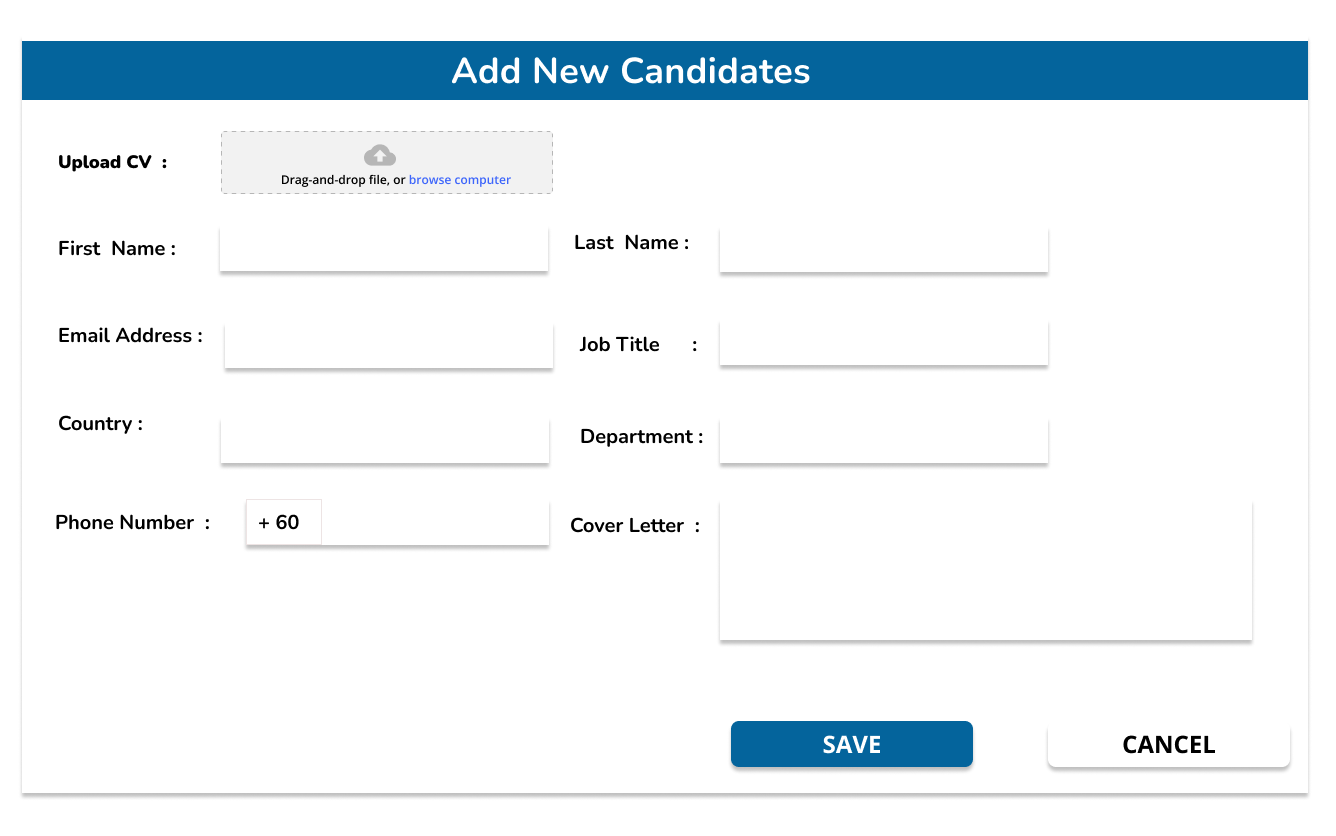 Add New Candidates
Upload CV :
Drag-and-drop file, or browse computer
First Name :
Last Name :
Email Address :
Job Title :
Country :
Department :
Phone Number :
+ 60
Cover Letter :
SAVE
CANCEL